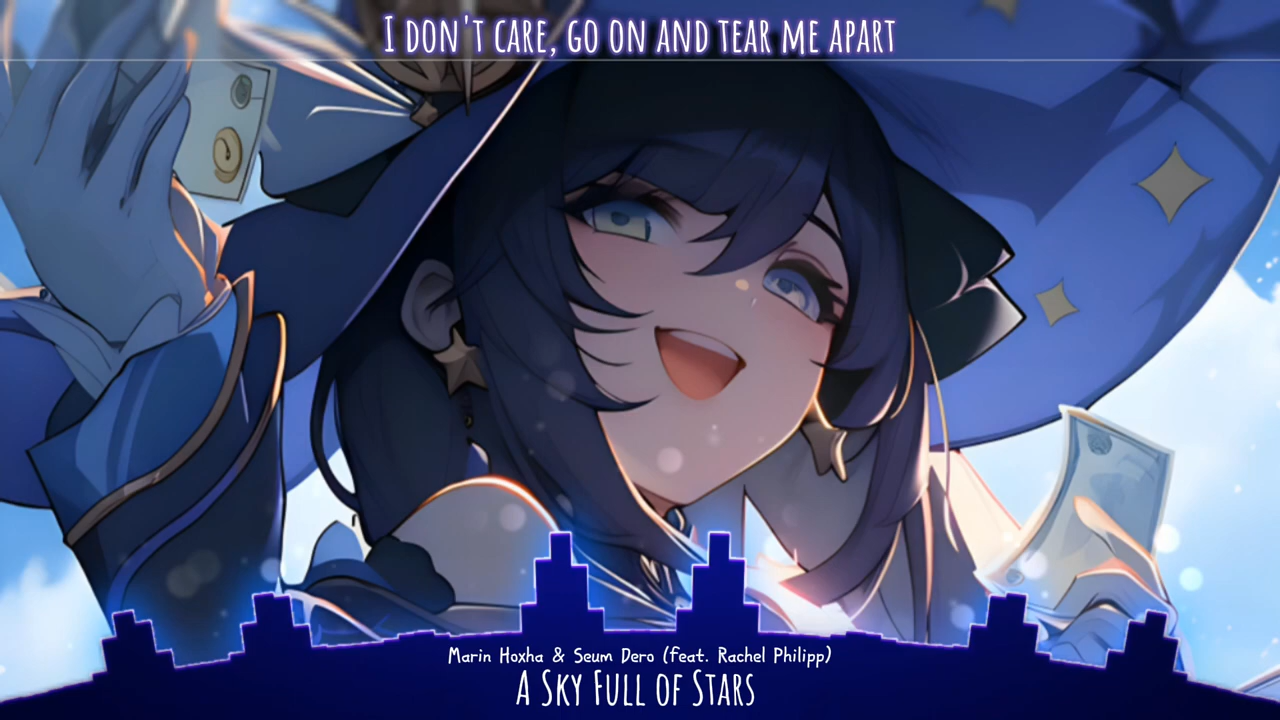 I DON'T CARE, GO ON AND TEAR ME APART
Marin Hoxha & Seum Dero (feat. Rachel Philipp)
A SKY FULL OF STARS